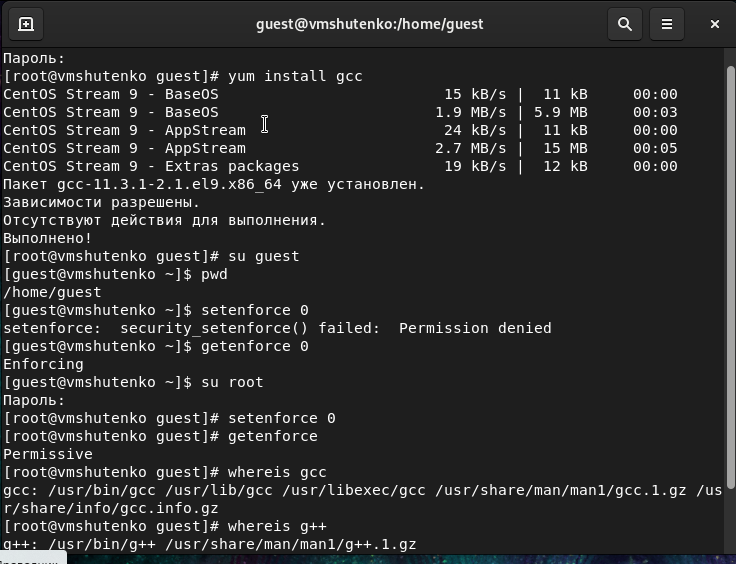 guest@vmshutenko:/home/guest
Пароль:
[root@vmshutenko guest]# yum install gcc
CentOS Stream 9 - BaseOS                         15 kB/s |  11 kB     00:00
CentOS Stream 9 - BaseOS                        1.9 MB/s | 5.9 MB     00:03
CentOS Stream 9 - AppStream                      24 kB/s |  11 kB     00:00
CentOS Stream 9 - AppStream                     2.7 MB/s |  15 MB     00:05
CentOS Stream 9 - Extras packages                19 kB/s |  12 kB     00:00
Пакет gcc-11.3.1-2.1.el9.x86_64 уже установлен.
Зависимости разрешены.
Отсутствуют действия для выполнения.
Выполнено!
[root@vmshutenko guest]# su guest
[guest@vmshutenko ~]$ pwd
/home/guest
[guest@vmshutenko ~]$ setenforce 0
setenforce:  security_setenforce() failed:  Permission denied
[guest@vmshutenko ~]$ getenforce 0
Enforcing
[guest@vmshutenko ~]$ su root
Пароль:
[root@vmshutenko guest]# setenforce 0
[root@vmshutenko guest]# getenforce
Permissive
[root@vmshutenko guest]# whereis gcc
gcc: /usr/bin/gcc /usr/lib/gcc /usr/libexec/gcc /usr/share/man/man1/gcc.1.gz /us
r/share/info/gcc.info.gz
[root@vmshutenko guest]# whereis g++
g++: /usr/bin/g++ /usr/share/man/man1/g++.1.gz